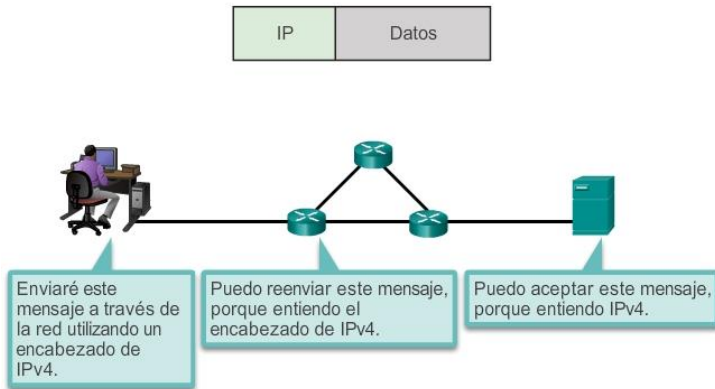 IP
Datos
Enviaré este
mensaje a través de
la red utilizando un
encabezado de
IPv4.
Puedo reenviar este mensaje,
porque entiendo el
encabezado de IPv4.
Puedo aceptar este mensaje,
porque entiendo IPv4.